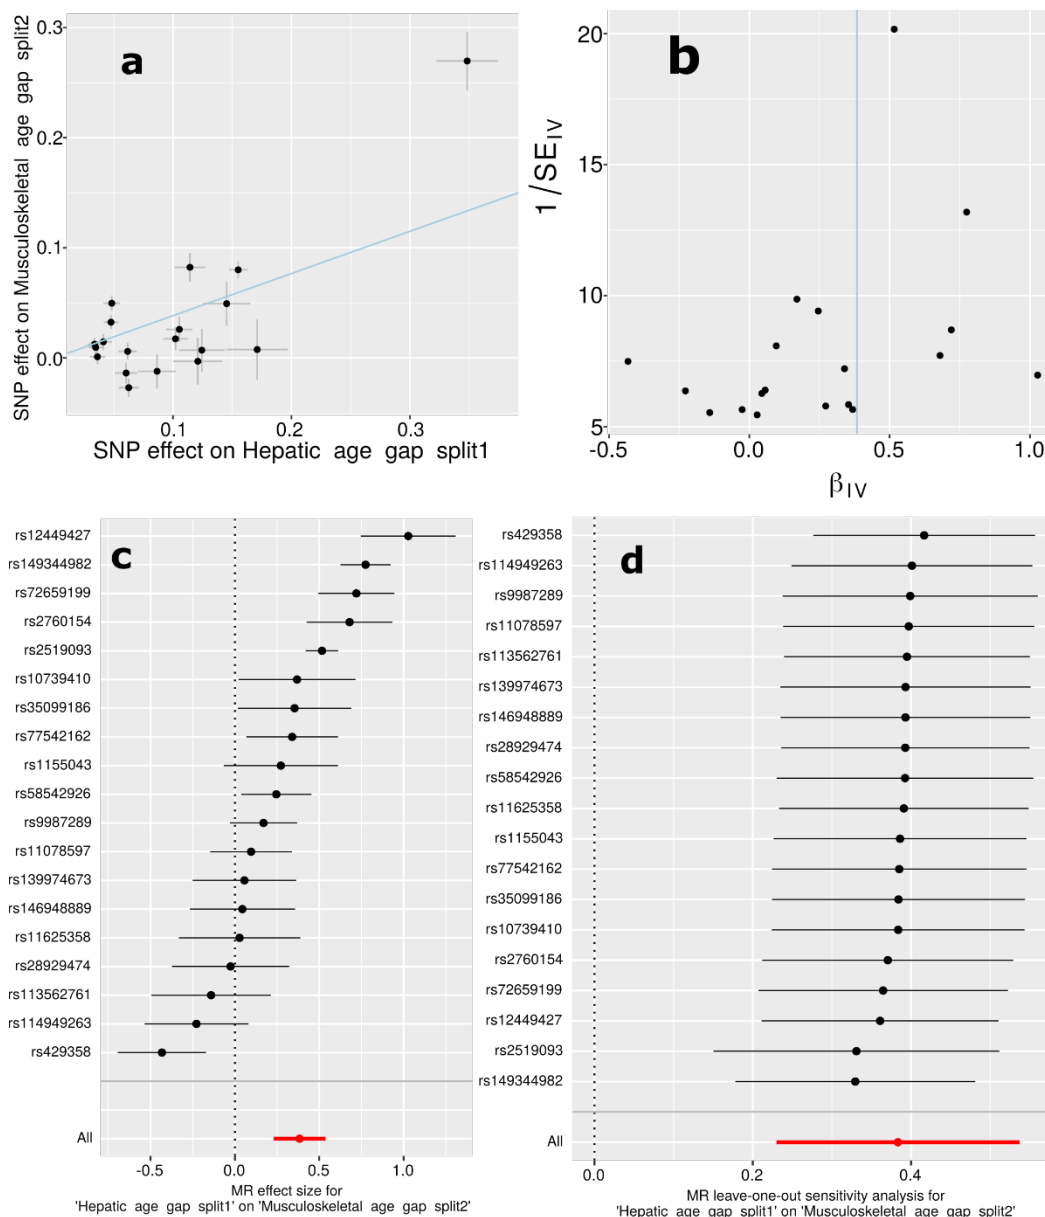 a
SNP effect on Musculoskeletal age gap split2
0.3
0.2
0.1
0.0
0.1
0.2
0.3
SNP effect on Hepatic age gap split1
b
1/SE IV
20
15
10
5
-0.5
0.0
0.5
1.0
β IV
c
rs12449427
rs149344982
rs72659199
rs2760154
rs2519093
rs10739410
rs35099186
rs77542162
rs1155043
rs58542926
rs9987289
rs11078597
rs139974673
rs146948889
rs11625358
rs28929474
rs113562761
rs114949263
rs429358
All
-0.5
0.0
0.5
1.0
MR effect size for
'Hepatic age gap split1' on 'Musculoskeletal age gap split2'
d
rs429358
rs114949263
rs9987289
rs11078597
rs113562761
rs139974673
rs146948889
rs28929474
rs58542926
rs11625358
rs1155043
rs77542162
rs35099186
rs10739410
rs2760154
rs72659199
rs12449427
rs2519093
rs149344982
All
0.0
0.2
0.4
MR leave-one-out sensitivity analysis for
'Hepatic age gap split1' on 'Musculoskeletal age gap split2'